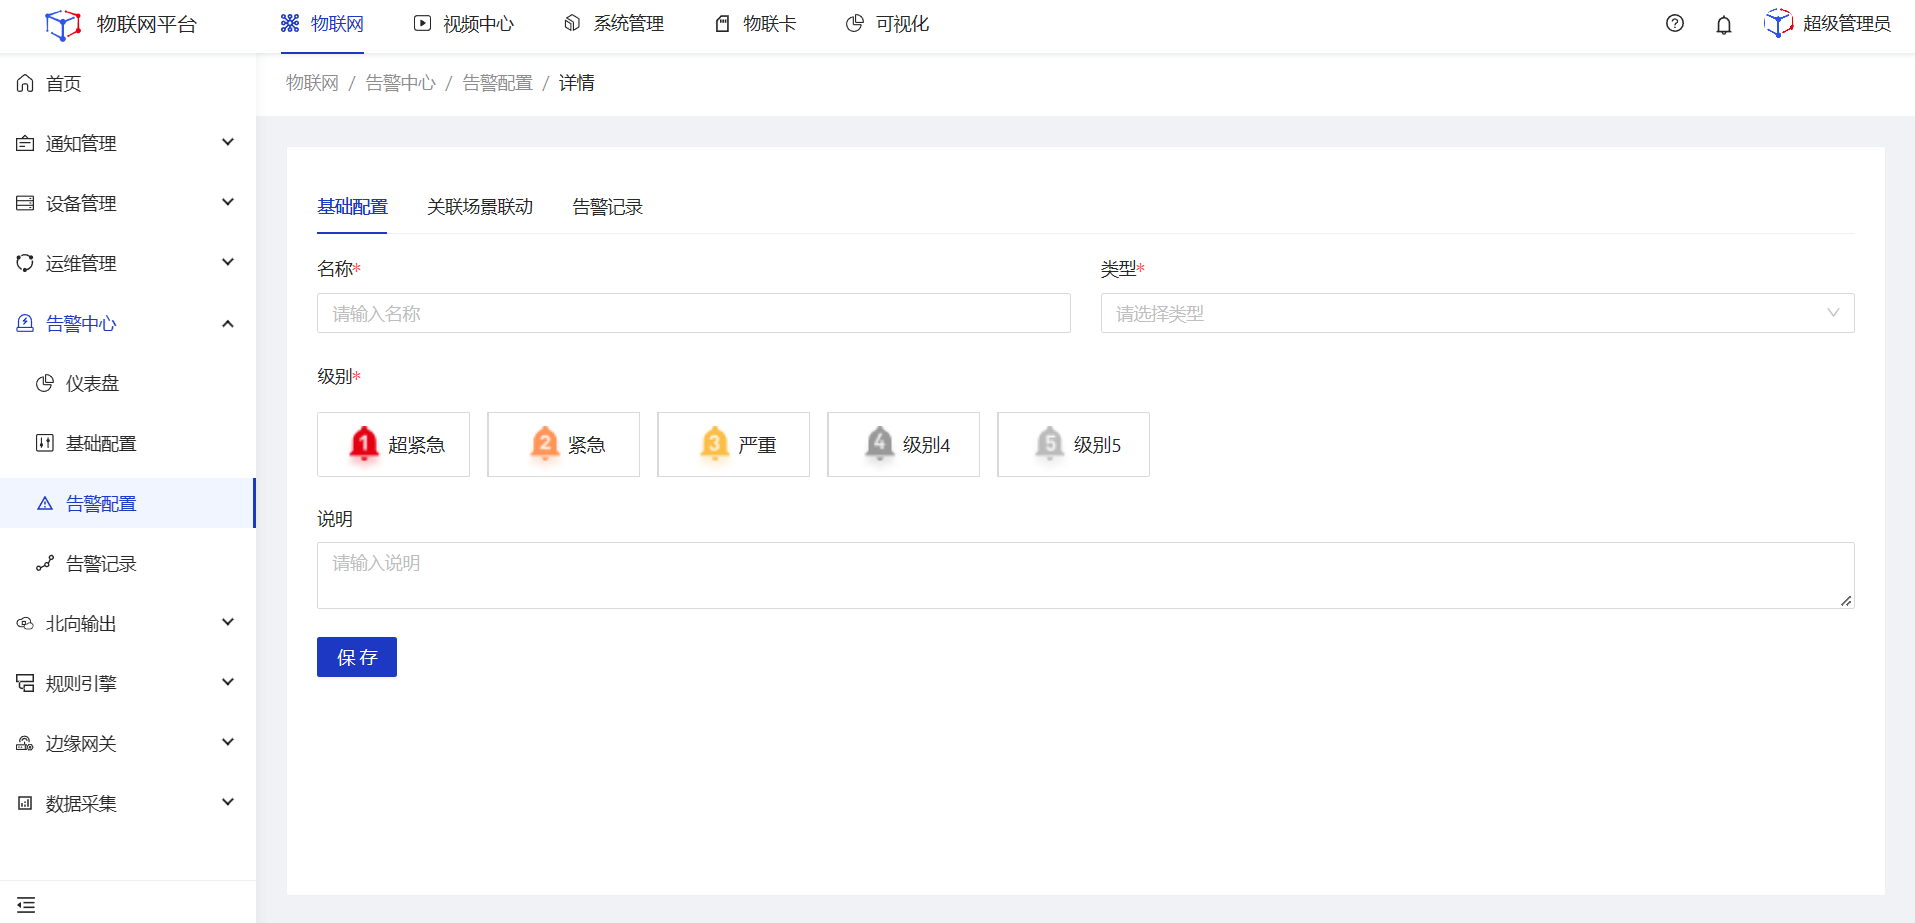 物联网平台
物联网
视频中心
系统管理
物联卡
可视化
超级管理员
首页
通知管理
设备管理
运维管理
告警中心
仪表盘
基础配置
告警配置
告警记录
北向输出
规则引擎
边缘网关
数据采集
物联网 / 告警中心 / 告警配置 / 详情
基础配置
关联场景联动
告警记录
名称*
请输入名称
类型*
请选择类型
级别*
1 超紧急
2 紧急
3 严重
4 级别4
5 级别5
说明
请输入说明
保 存